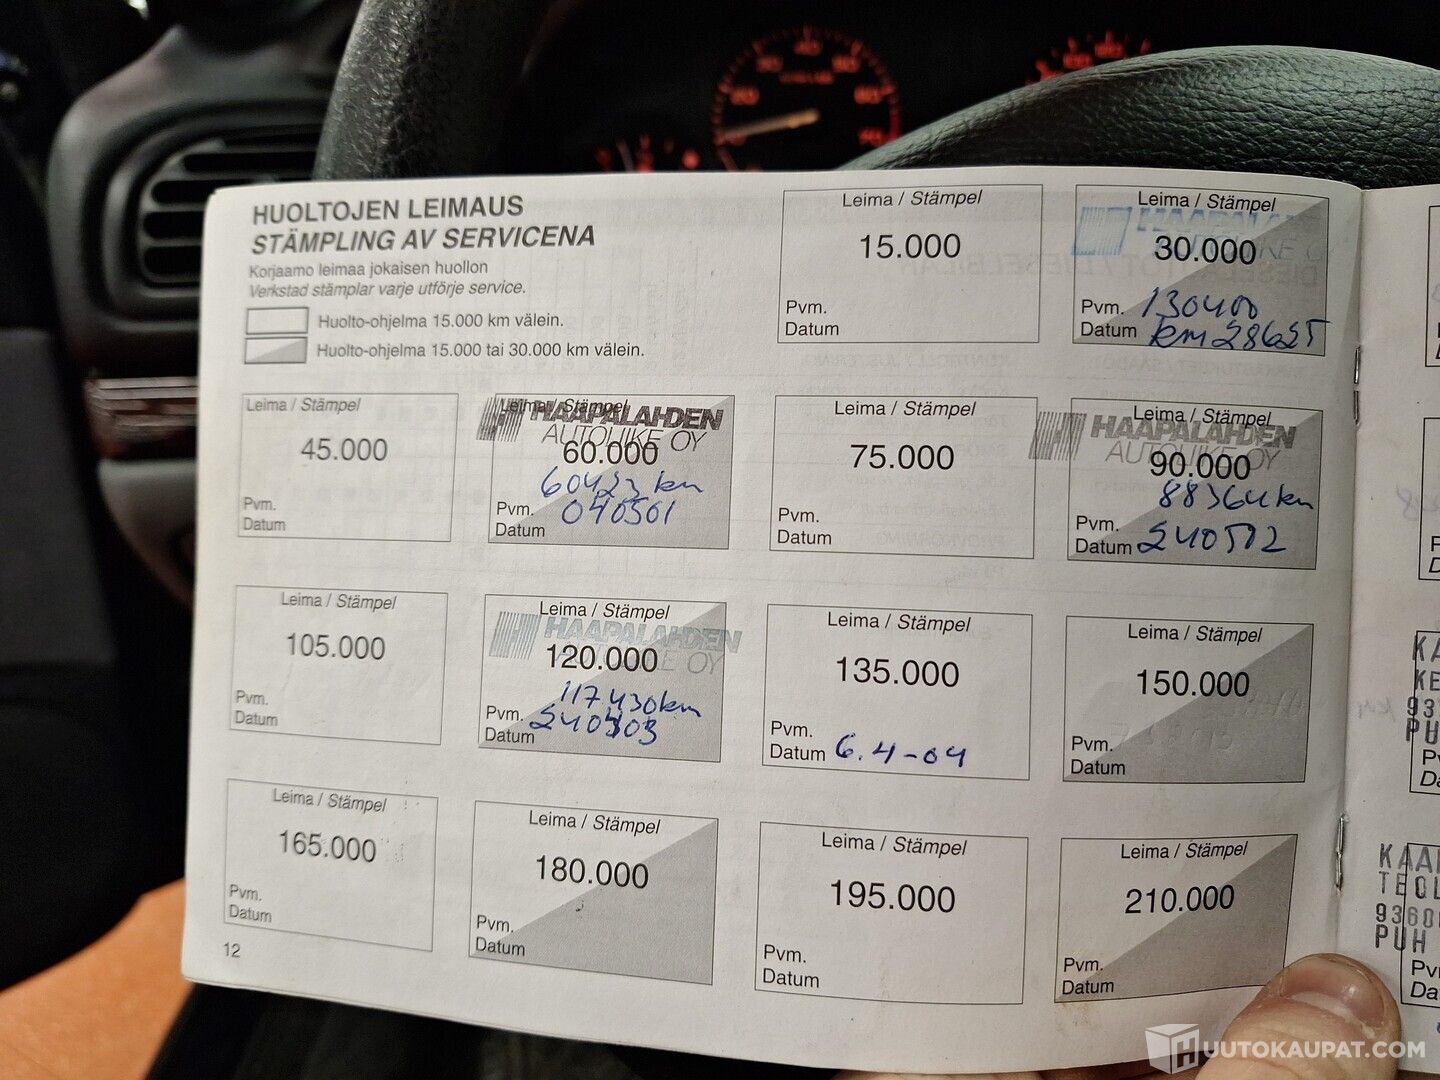 HUOLTOJEN LEIMAUS
STÄMPLING AV SERVICENA
Korjaamo leimaa jokaisen huollon
Verkstad stämplar varje utförje service.
Huolto-ohjelma 15.000 km välein.
Huolto-ohjelma 15.000 tai 30.000 km välein.
Leima / Stämpel
15.000
Pvm.
Datum
Leima / Stämpel
30.000
Pvm. 130400
Datum km 28625
Leima / Stämpel
45.000
Pvm.
Datum
Leima / Stämpel
HAAPALAHDEN
AUTOLIIKE OY
60.000
60423 km
Pvm. 040501
Datum
Leima / Stämpel
75.000
Pvm.
Datum
Leima / Stämpel
HAAPALAHDEN
AUTOLIIKE OY
90.000
88364 km
Pvm.
Datum 240502
Leima / Stämpel
105.000
Pvm.
Datum
Leima / Stämpel
HAAPALAHDEN
120.000
117430km
Pvm. 240303
Datum
Leima / Stämpel
135.000
Pvm.
Datum 6.4-04
Leima / Stämpel
150.000
Pvm.
Datum
Leima / Stämpel
165.000
Pvm.
Datum
Leima / Stämpel
180.000
Pvm.
Datum
Leima / Stämpel
195.000
Pvm.
Datum
Leima / Stämpel
210.000
Pvm.
Datum
12
HUUTOKAUPAT.COM